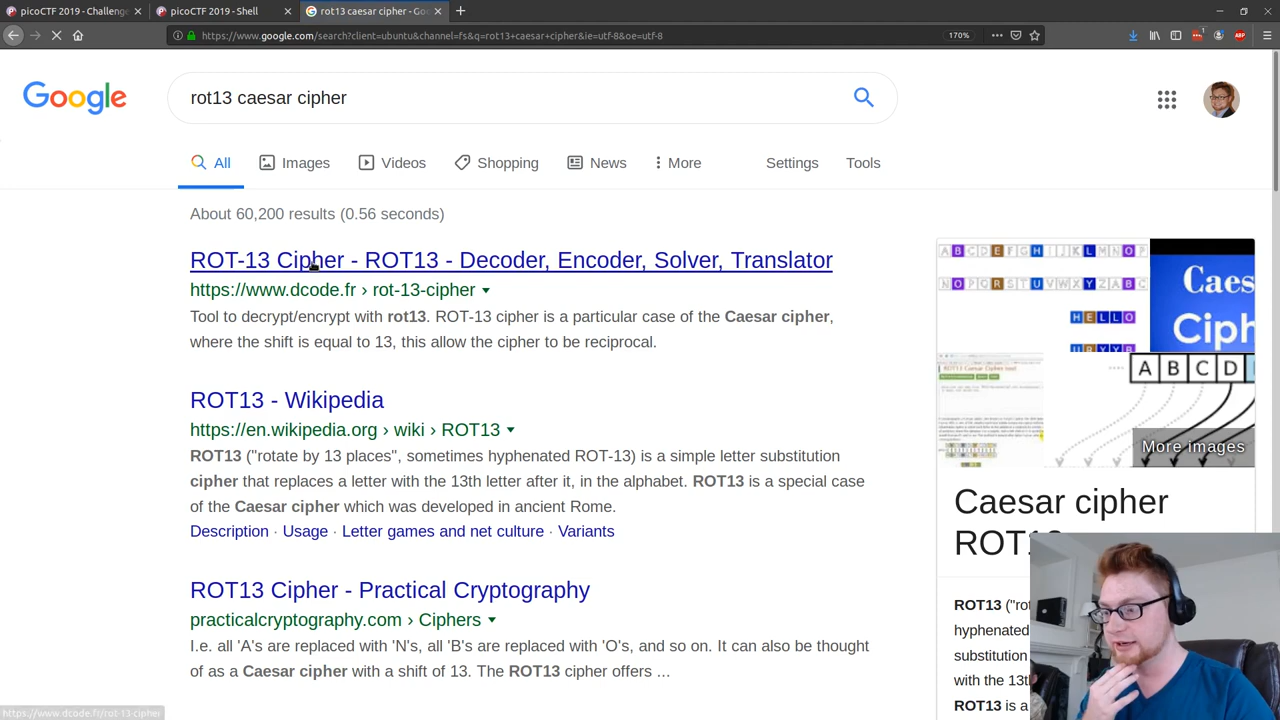 picoCTF 2019 - Challenge
picoCTF 2019 - Shell
rot13 caesar cipher - Goo
https://www.google.com/search?client=ubuntu&channel=fs&q=rot13+caesar+cipher&ie=utf-8&oe=utf-8
170%
ABP
Google
rot13 caesar cipher
All
Images
Videos
Shopping
News
More
Settings
Tools
About 60,200 results (0.56 seconds)
ROT-13 Cipher - ROT13 - Decoder, Encoder, Solver, Translator
https://www.dcode.fr › rot-13-cipher
Tool to decrypt/encrypt with rot13. ROT-13 cipher is a particular case of the Caesar cipher,
where the shift is equal to 13, this allow the cipher to be reciprocal.
ROT13 - Wikipedia
https://en.wikipedia.org › wiki › ROT13
ROT13 ("rotate by 13 places", sometimes hyphenated ROT-13) is a simple letter substitution
cipher that replaces a letter with the 13th letter after it, in the alphabet. ROT13 is a special case
of the Caesar cipher which was developed in ancient Rome.
Description · Usage · Letter games and net culture · Variants
ROT13 Cipher - Practical Cryptography
practicalcryptography.com › Ciphers
I.e. all 'A's are replaced with 'N's, all 'B's are replaced with 'O's, and so on. It can also be thought
of as a Caesar cipher with a shift of 13. The ROT13 cipher offers ...
A B C D E F G H I J K L M N O P
N O P Q R S T U V W X Y Z A B C
H E L L O
U R Y Y B
Caes
Ciph
A B C D
More images
Caesar cipher
ROT1
ROT13 ("rot
hyphenated
substitution
with the 13th
ROT13 is a
https://www.dcode.fr/rot-13-cipher